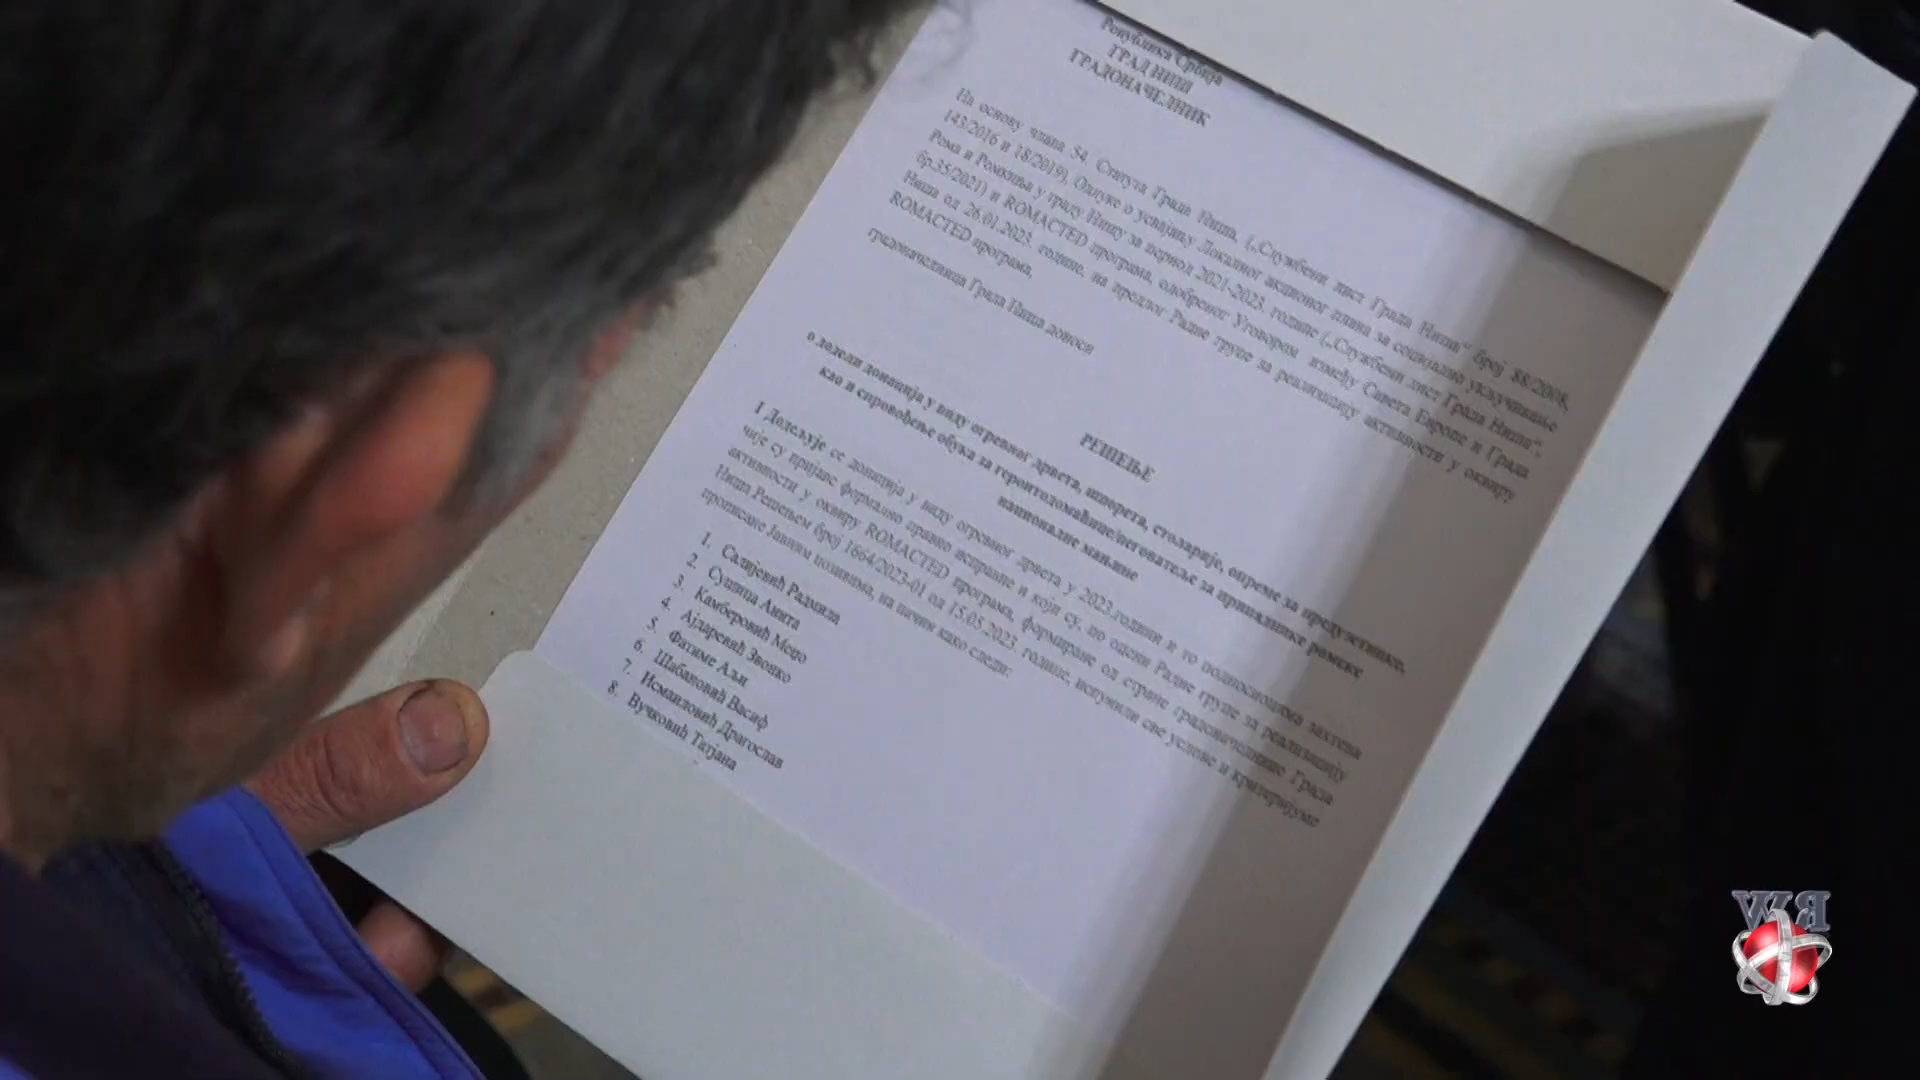 Република Србија
ГРАД НИШ
ГРАДОНАЧЕЛНИК
На основу члана 54. Статута Града Ниша, („Службени лист Града Ниша“ број 88/2008,
143/2016 и 18/2019), Одлуке о усвајању Локалног акционог плана за социјално укључивање
Рома и Ромкиња у граду Нишу за период 2021-2023. године („Службени лист Града Ниша“,
бр.35/2021) и ROMACTED програма, одобреног Уговором између Савета Европе и Града
Ниша од 26.01.2023. године, на предлог Радне групе за реализацију активности у оквиру
ROMACTED програма,
градоначелница Града Ниша доноси
РЕШЕЊЕ
о додели донација у виду огревног дрвета, шпорета, столарије, опреме за предузетнике,
као и спровођење обука за геронтодомаћице/неговатеље за припаднике ромске
националне мањине
I Додељује се донација у виду огревног дрвета у 2023.години и то подносиоцима захтева
чије су пријаве формално правно исправне и који су, по оцени Радне групе за реализацију
активности у оквиру ROMACTED програма, формиране од стране градоначелнице Града
Ниша Решењем број 1664/2023-01 од 15.05.2023. године, испунили све услове и критеријуме
прописане Јавним позивима, на начин како следи:
1. Салијевић Радмила
2. Сушица Анита
3. Камберовић Мецо
4. Ајдаревић Звонко
5. Фатиме Аљи
6. Шабановић Васиф
7. Исмаиловић Драгослав
8. Вучковић Татјана